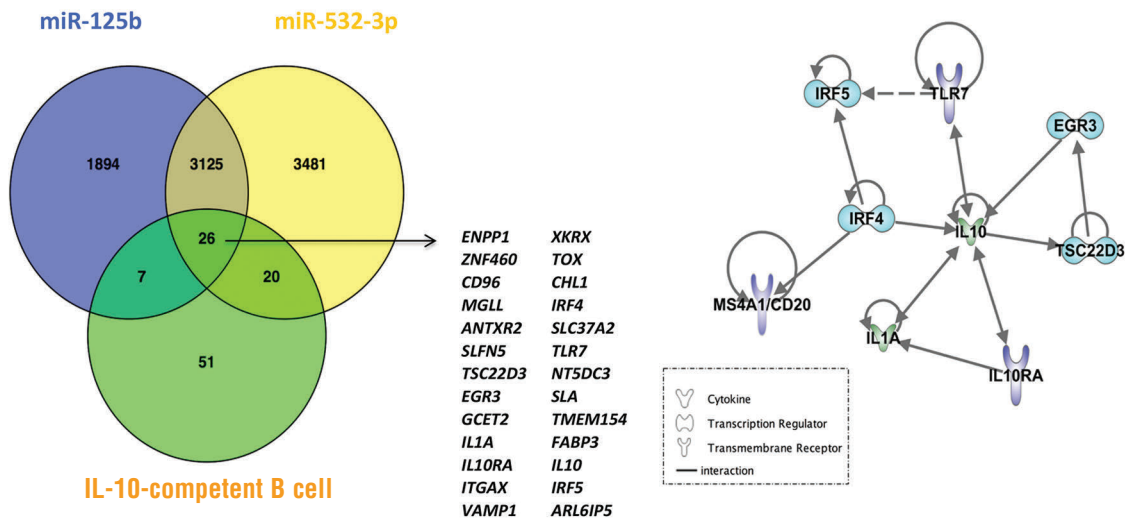 miR-125b
miR-532-3p
1894
3125
3481
26
7
20
51
IL-10-competent B cell
ENPP1 XKRX
ZNF460 TOX
CD96 CHL1
MGLL IRF4
ANTXR2 SLC37A2
SLFN5 TLR7
TSC22D3 NT5DC3
EGR3 SLA
GCET2 TMEM154
IL1A FABP3
IL10RA IL10
ITGAX IRF5
VAMP1 ARL6IP5
IRF5
TLR7
EGR3
IRF4
IL10
TSC22D3
MS4A1/CD20
IL1A
IL10RA
Cytokine
Transcription Regulator
Transmembrane Receptor
interaction